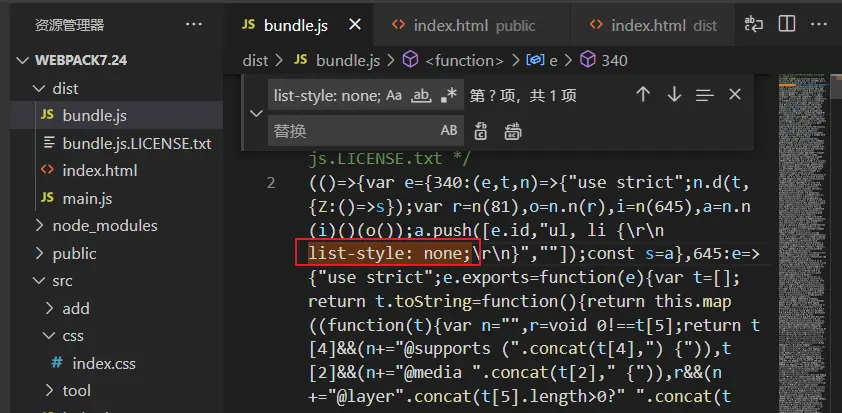 资源管理器 ···
WEBPACK7.24
dist
JS bundle.js
bundle.js.LICENSE.txt
<> index.html
JS main.js
node_modules
public
src
add
css
# index.css
tool
JS bundle.js ×
<> index.html public
<> index.html dist
···
dist > JS bundle.js > <function> > e > 340
list-style: none; Aa ab .* 第 ? 项，共 1 项
替换 AB
js.LICENSE.txt */
2 (()=>{var e={340:(e,t,n)=>{"use strict";n.d(t,
{Z:()=>s});var r=n(81),o=n.n(r),i=n(645),a=n.n
(i)()(o());a.push([e.id,"ul, li {\r\n
list-style: none;\r\n}",""]);const s=a},645:e=>
{"use strict";e.exports=function(e){var t=[];
return t.toString=function(){return this.map
((function(t){var n="",r=void 0!==t[5];return t
[4]&&(n+="@supports (".concat(t[4],") {")),t
[2]&&(n+="@media ".concat(t[2]," {")),r&&(n
+="@layer".concat(t[5].length>0?" ".concat(t